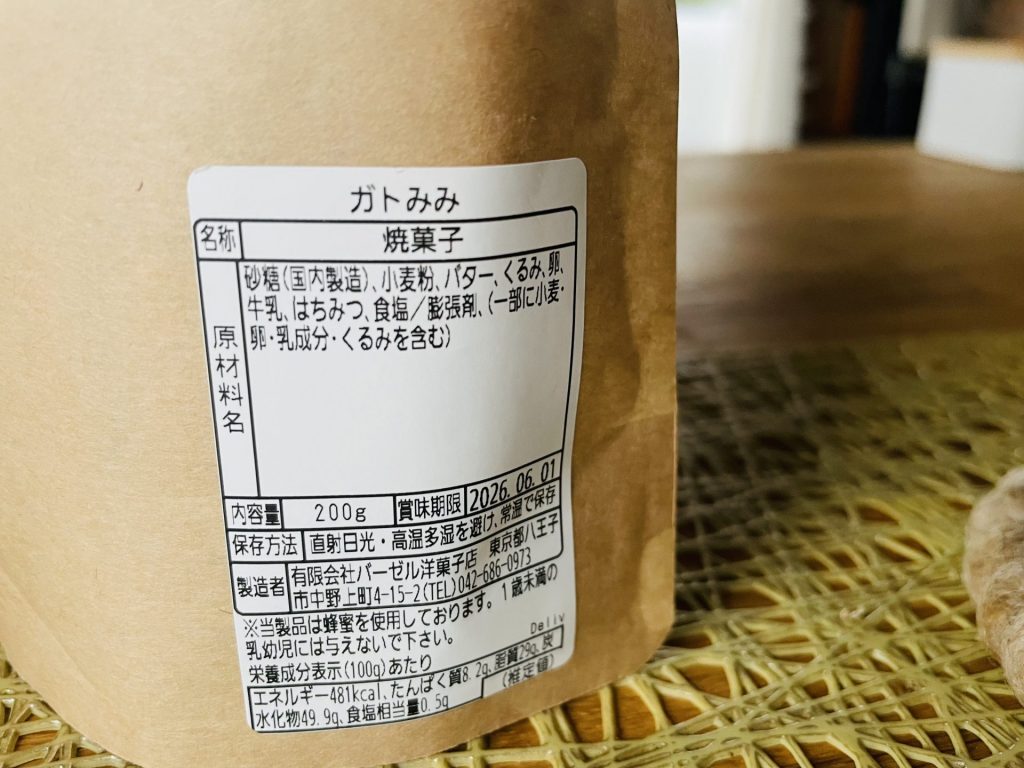 ガトみみ
名称 焼菓子
原材料名 砂糖(国内製造)、小麦粉、バター、くるみ、卵、
牛乳、はちみつ、食塩/膨張剤、(一部に小麦・
卵・乳成分・くるみを含む)
内容量 200g 賞味期限 2026.06.01
保存方法 直射日光・高温多湿を避け、常温で保存
製造者 有限会社バーゼル洋菓子店 東京都八王子
市中野上町4-15-2(TEL)042-686-0973
※当製品は蜂蜜を使用しております。1歳未満の
乳幼児には与えないで下さい。
Deliv
栄養成分表示(100g)あたり
エネルギー481kcal、たんぱく質8.2g、脂質29g、炭
水化物49.9g、食塩相当量0.5g
(推定値)